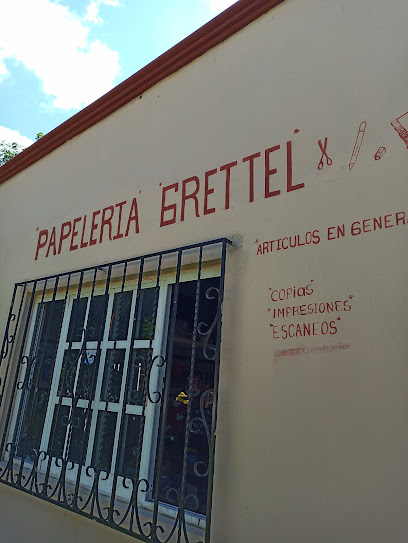 "PAPELERIA" "GRETTEL"
"ARTICULOS EN GENERA
"COPiAS"
"IMPRESIONES"
"ESCANEOS"